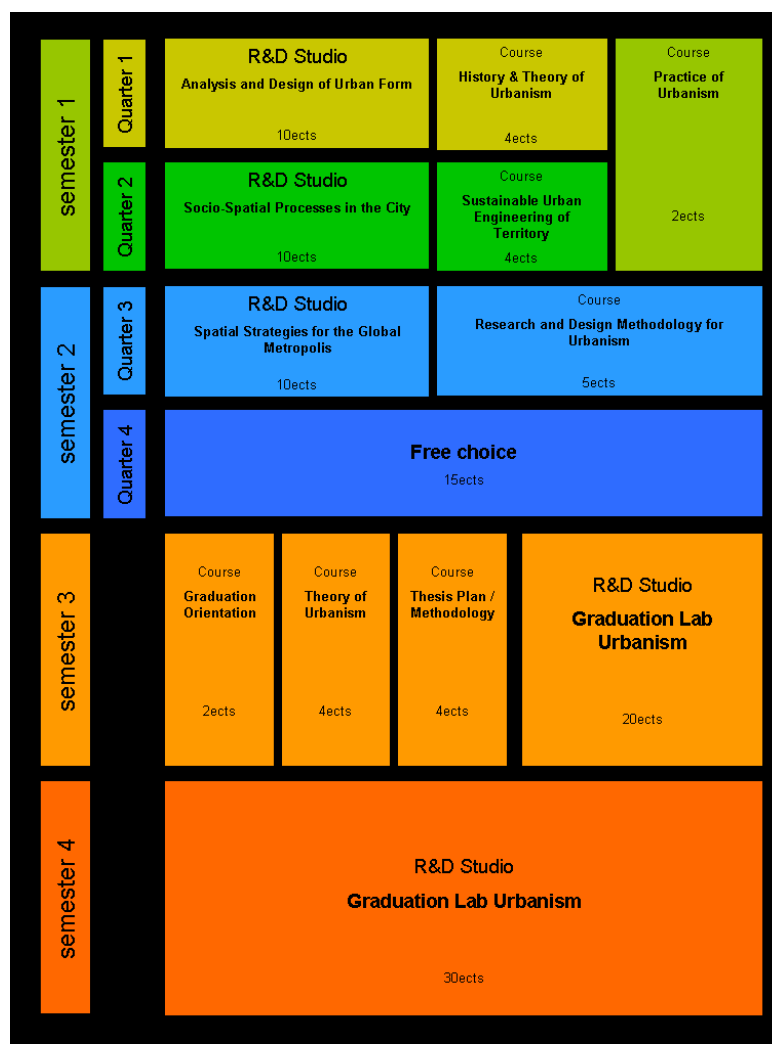 semester 1
Quarter 1
R&D Studio
Analysis and Design of Urban Form
10ects
Course
History & Theory of
Urbanism
4ects
Course
Practice of
Urbanism
2ects
Quarter 2
R&D Studio
Socio-Spatial Processes in the City
10ects
Course
Sustainable Urban
Engineering of
Territory
4ects
semester 2
Quarter 3
R&D Studio
Spatial Strategies for the Global
Metropolis
10ects
Course
Research and Design Methodology for
Urbanism
5ects
Quarter 4
Free choice
15ects
semester 3
Course
Graduation
Orientation
2ects
Course
Theory of
Urbanism
4ects
Course
Thesis Plan /
Methodology
4ects
R&D Studio
Graduation Lab
Urbanism
20ects
semester 4
R&D Studio
Graduation Lab Urbanism
30ects